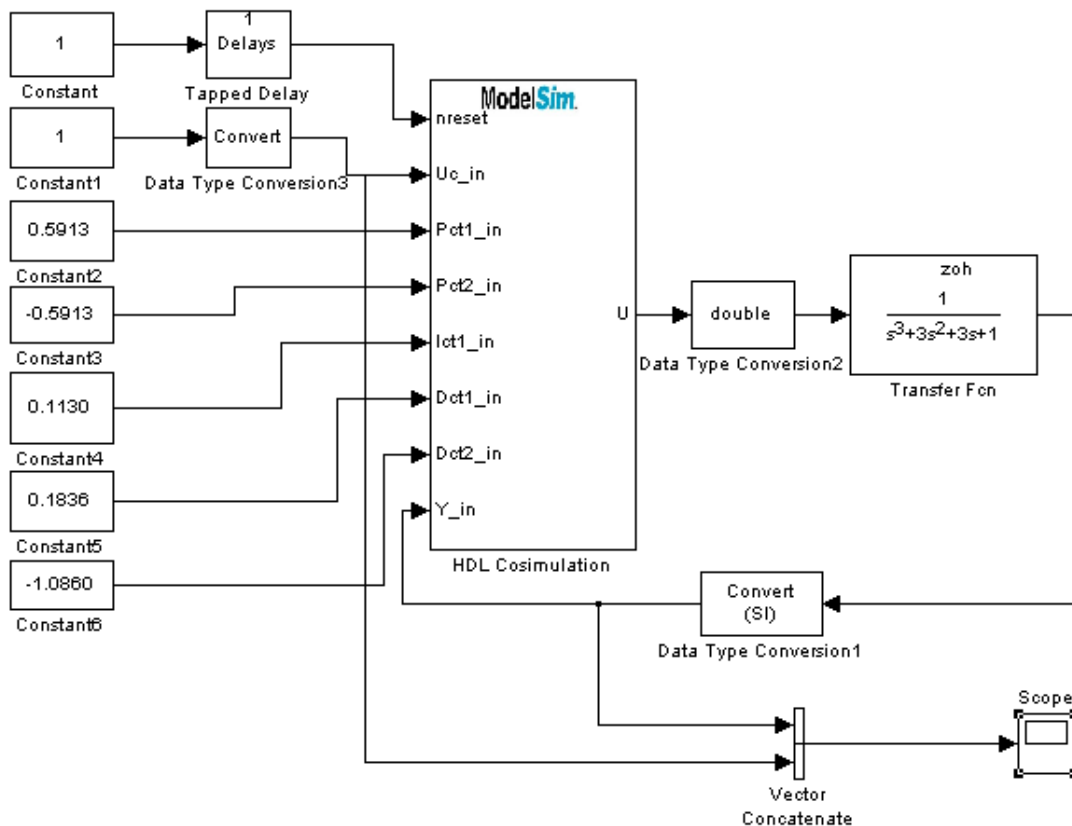 1
Constant
1
Delays
Tapped Delay
1
Constant1
Convert
Data Type Conversion3
0.5913
Constant2
-0.5913
Constant3
0.1130
Constant4
0.1836
Constant5
-1.0860
Constant6
ModelSim.
nreset
Uc_in
Pct1_in
Pct2_in
Ict1_in
Dct1_in
Dct2_in
Y_in
U
HDL Cosimulation
double
Data Type Conversion2
zoh
1
s³+3s²+3s+1
Transfer Fcn
Convert
(SI)
Data Type Conversion1
Scope
Vector
Concatenate